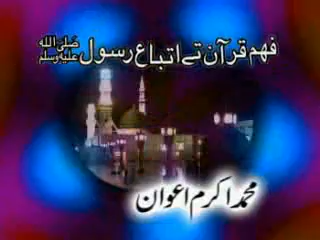 فہم قرآن تے اتباع رسول صلی اللہ علیہ وسلم
محمد اکرم اعوان